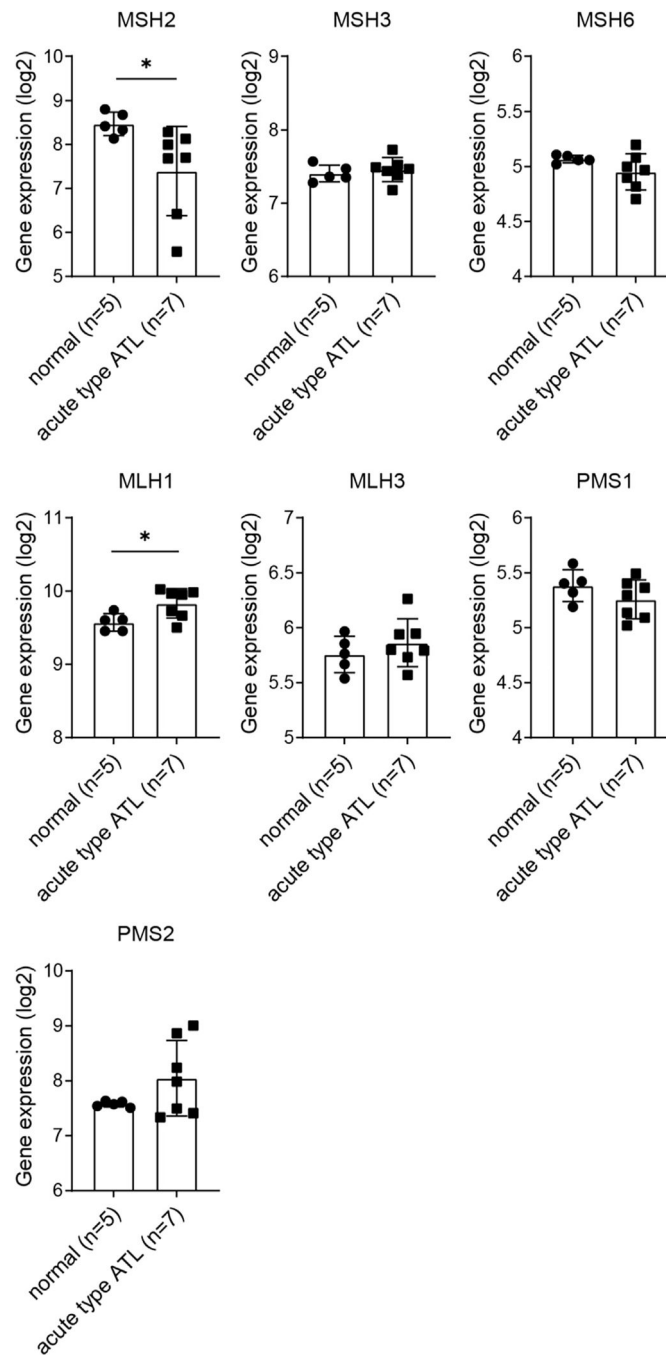 MSH2
MSH3
MSH6
*
Gene expression (log2)
10
9
8
7
6
5
normal (n=5)
acute type ATL (n=7)
Gene expression (log2)
9
8
7
6
normal (n=5)
acute type ATL (n=7)
Gene expression (log2)
6
5.5
5
4.5
4
normal (n=5)
acute type ATL (n=7)
MLH1
MLH3
PMS1
*
Gene expression (log2)
11
10
9
8
normal (n=5)
acute type ATL (n=7)
Gene expression (log2)
7
6.5
6
5.5
5
normal (n=5)
acute type ATL (n=7)
Gene expression (log2)
6
5.5
5
4.5
4
normal (n=5)
acute type ATL (n=7)
PMS2
Gene expression (log2)
10
9
8
7
6
normal (n=5)
acute type ATL (n=7)